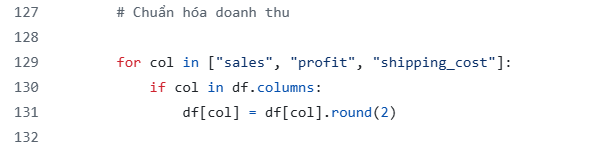 127 # Chuẩn hóa doanh thu
128
129 for col in ["sales", "profit", "shipping_cost"]:
130 if col in df.columns:
131 df[col] = df[col].round(2)
132